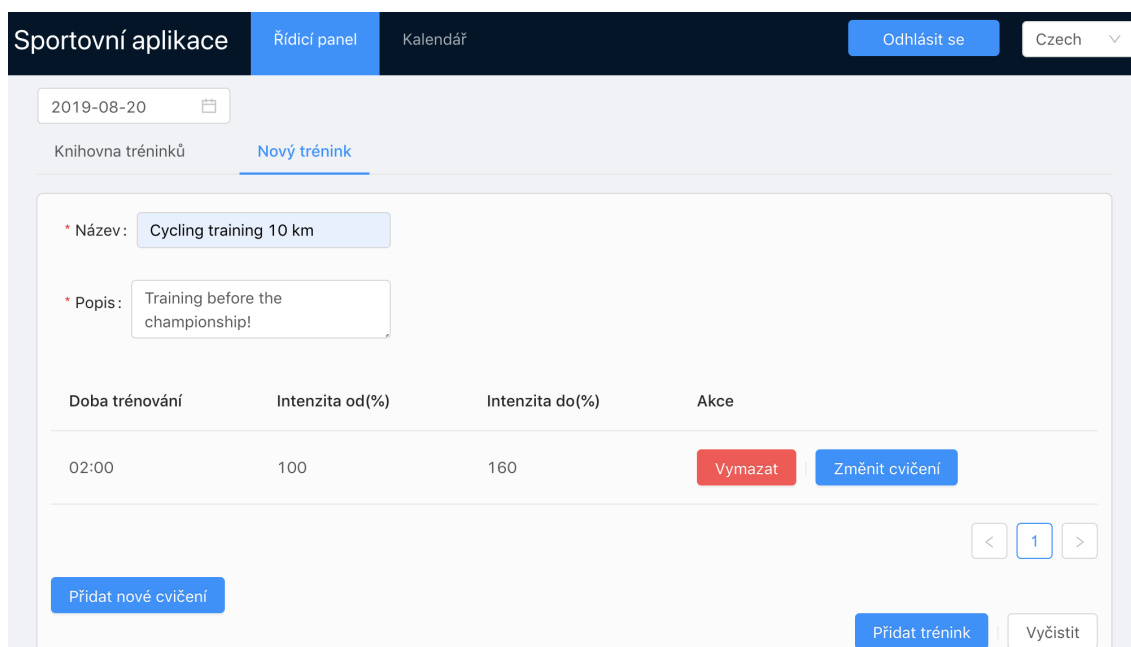 Sportovní aplikace Řídicí panel Kalendář Odhlásit se Czech
2019-08-20
Knihovna tréninků Nový trénink
* Název: Cycling training 10 km
* Popis: Training before the
championship!
Doba trénování Intenzita od(%) Intenzita do(%) Akce
02:00 100 160 Vymazat Změnit cvičení
< 1 >
Přidat nové cvičení
Přidat trénink Vyčistit